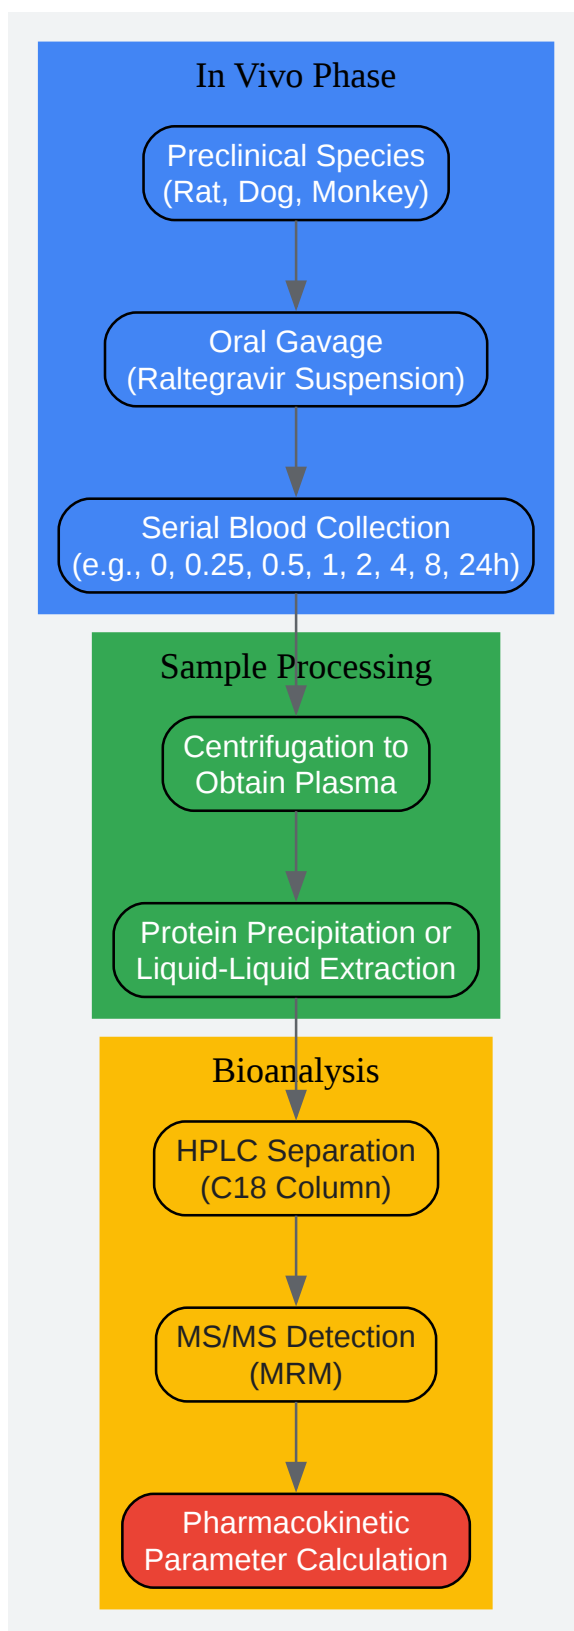 In Vivo Phase
Preclinical Species
(Rat, Dog, Monkey)
Oral Gavage
(Raltegravir Suspension)
Serial Blood Collection
(e.g., 0, 0.25, 0.5, 1, 2, 4, 8, 24h)
Sample Processing
Centrifugation to
Obtain Plasma
Protein Precipitation or
Liquid-Liquid Extraction
Bioanalysis
HPLC Separation
(C18 Column)
MS/MS Detection
(MRM)
Pharmacokinetic
Parameter Calculation